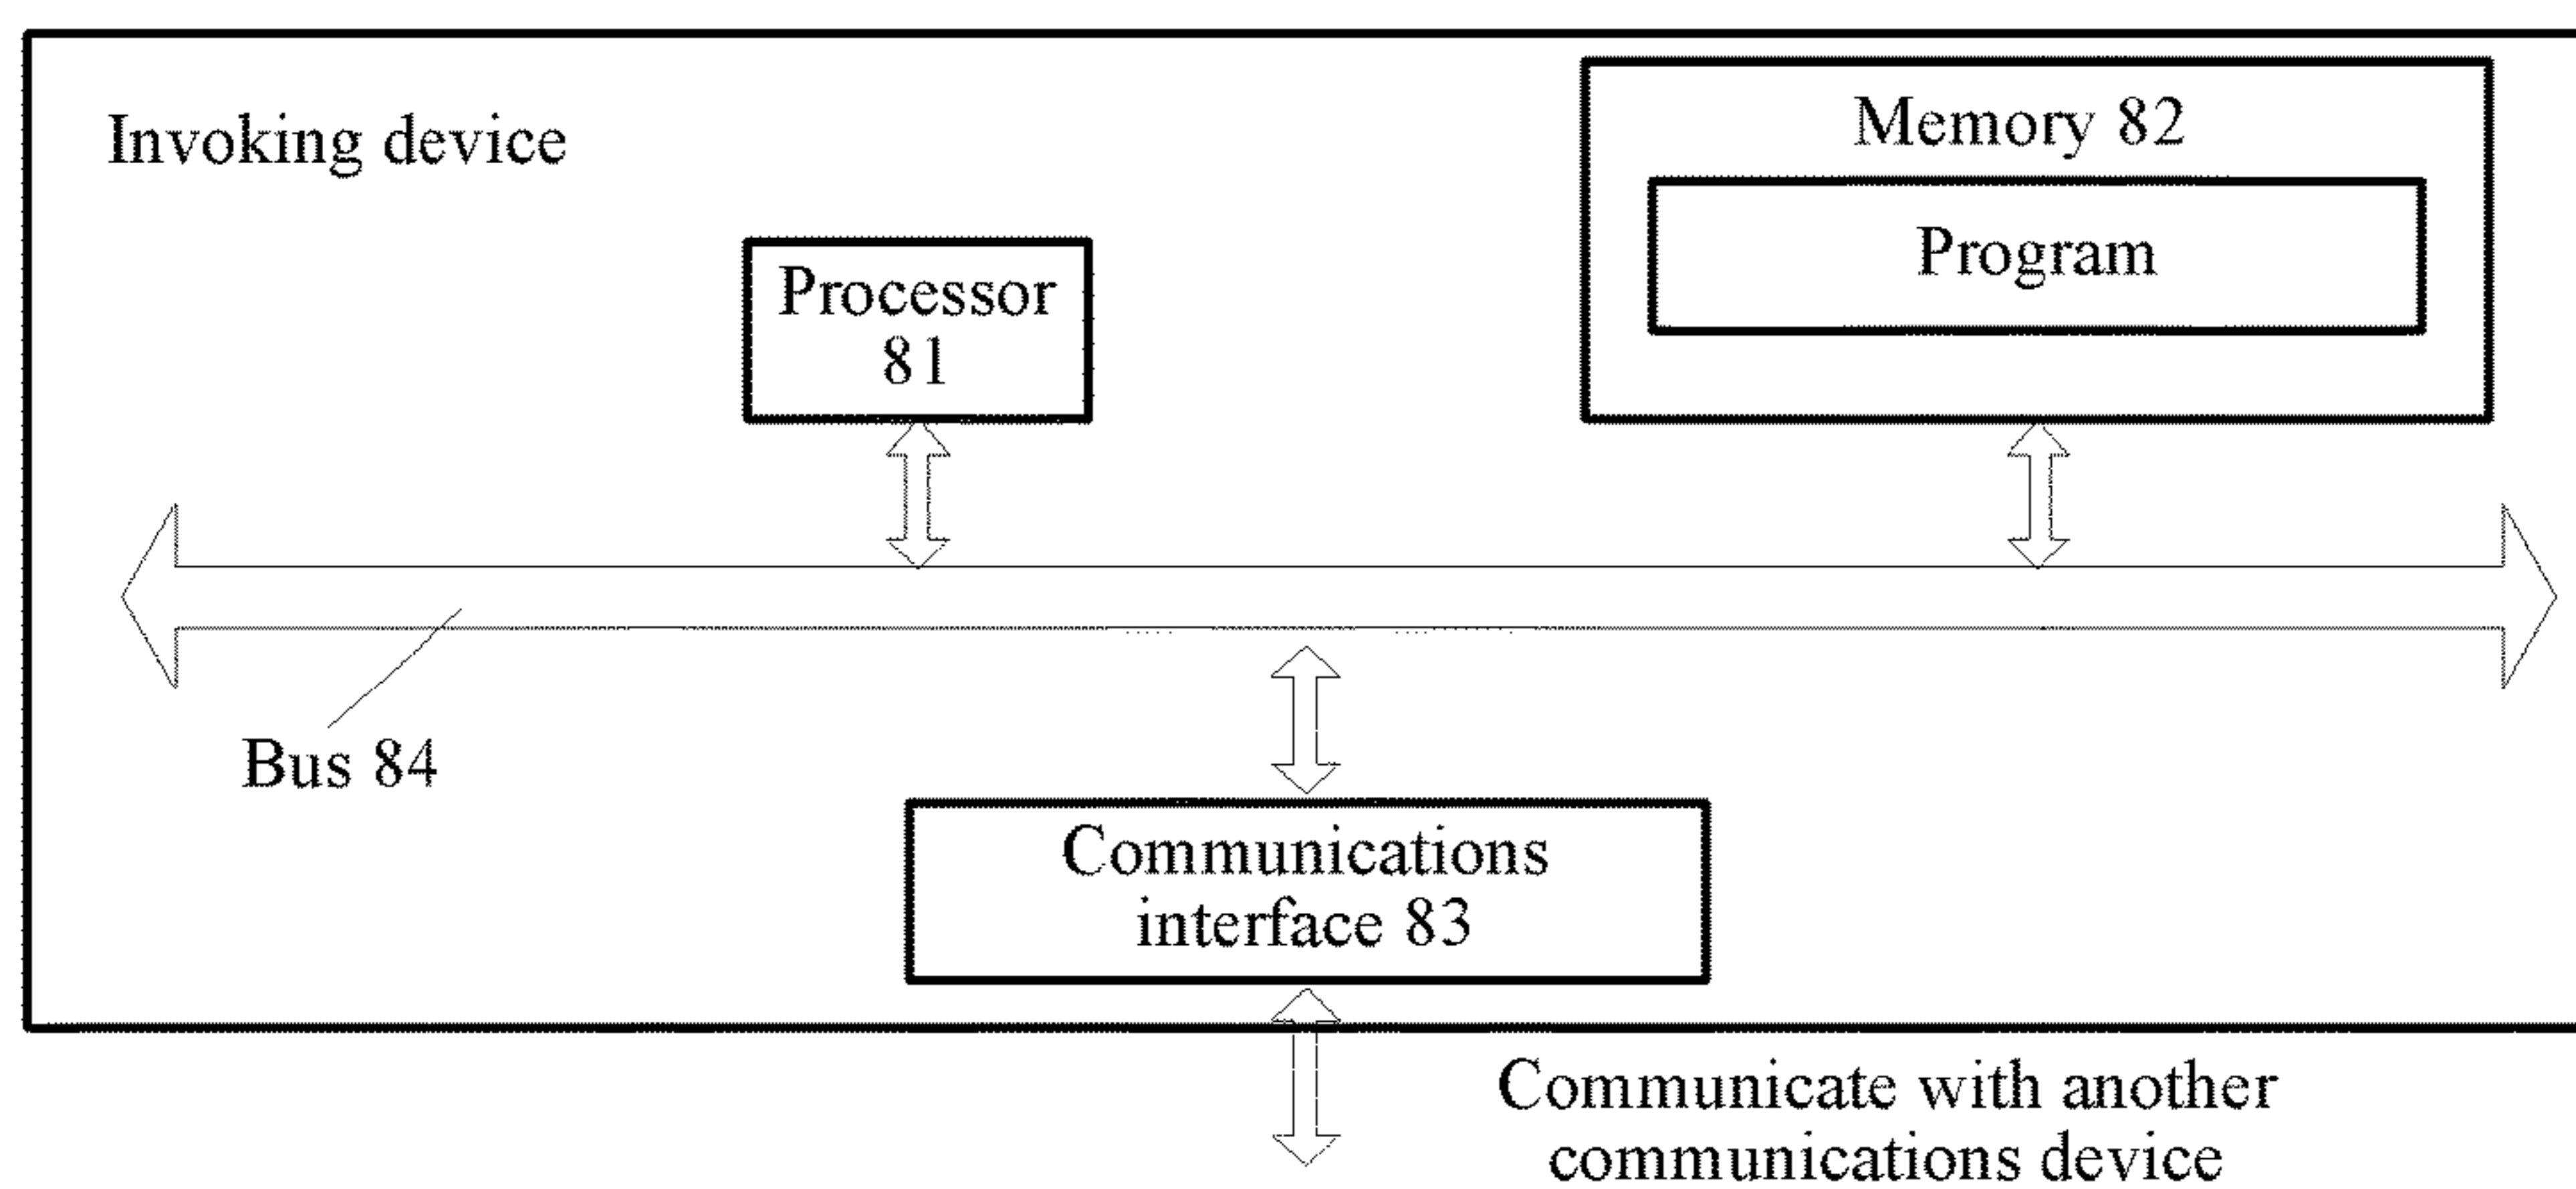 Invoking device
Memory 82
Program
Processor
81
Bus 84
Communications
interface 83
Communicate with another
communications device